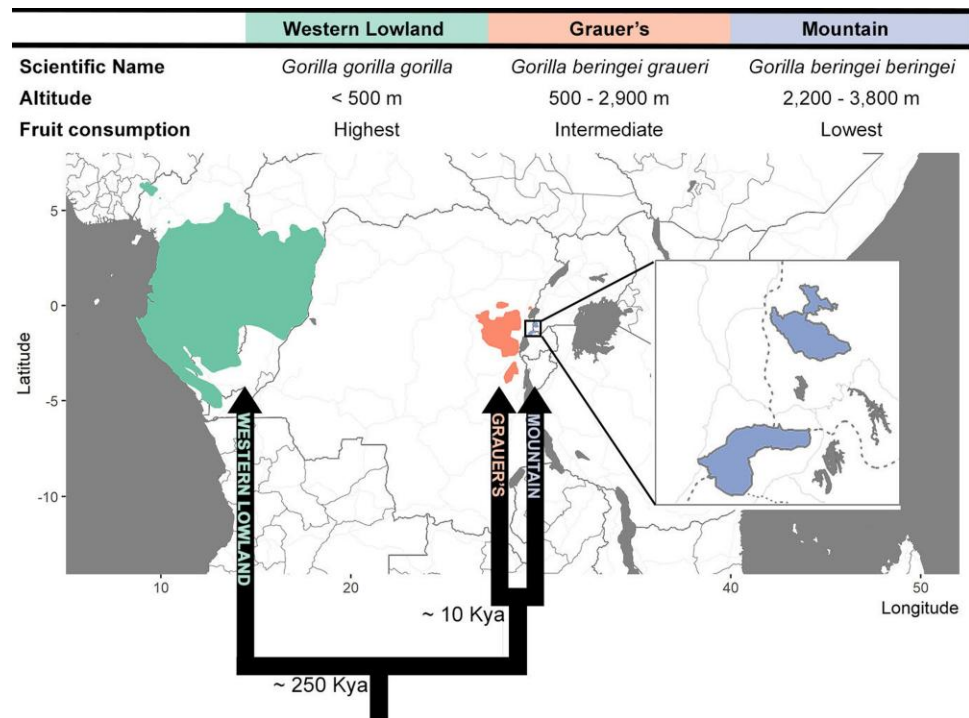 Western Lowland Grauer's Mountain
Scientific Name Gorilla gorilla gorilla Gorilla beringei graueri Gorilla beringei beringei
Altitude < 500 m 500 - 2,900 m 2,200 - 3,800 m
Fruit consumption Highest Intermediate Lowest
5
0
-5
-10
Latitude
WESTERN LOWLAND
GRAUER'S
MOUNTAIN
10 20 40 50
Longitude
~ 10 Kya
~ 250 Kya